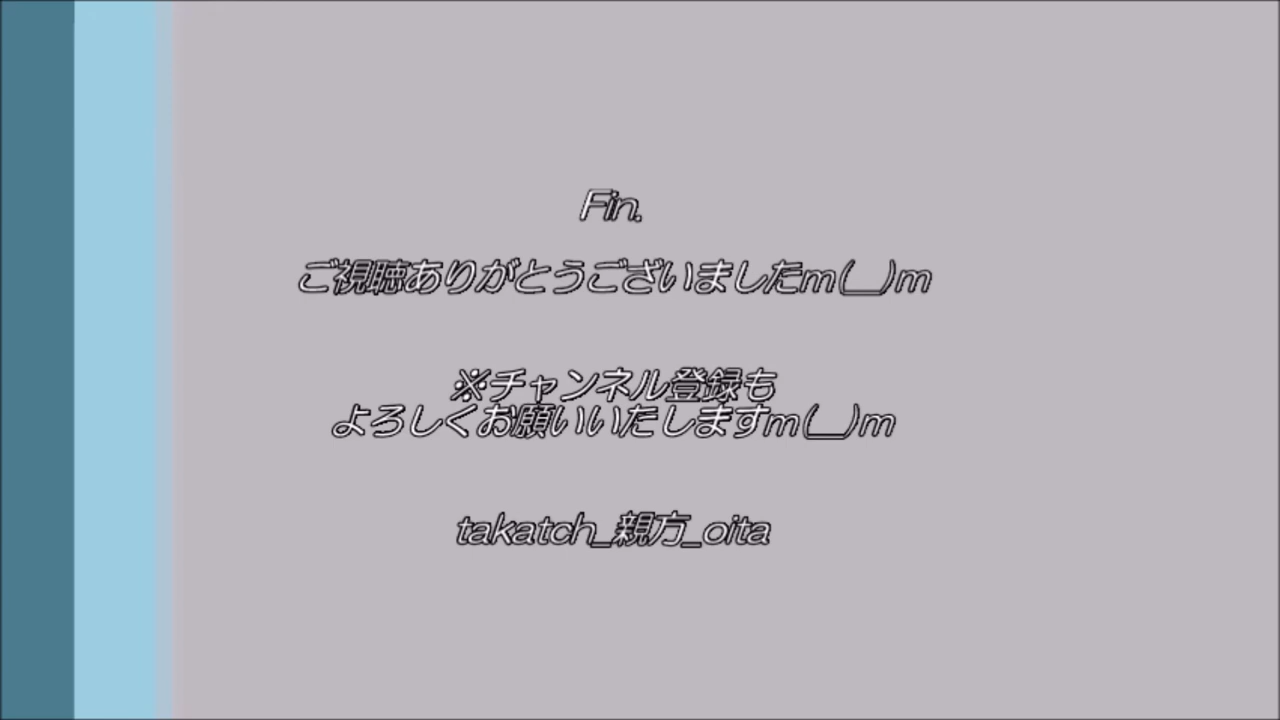 Fin.
ご視聴ありがとうございましたm(__)m
※チャンネル登録も
よろしくお願いいたしますm(__)m
takatch_親方_oita